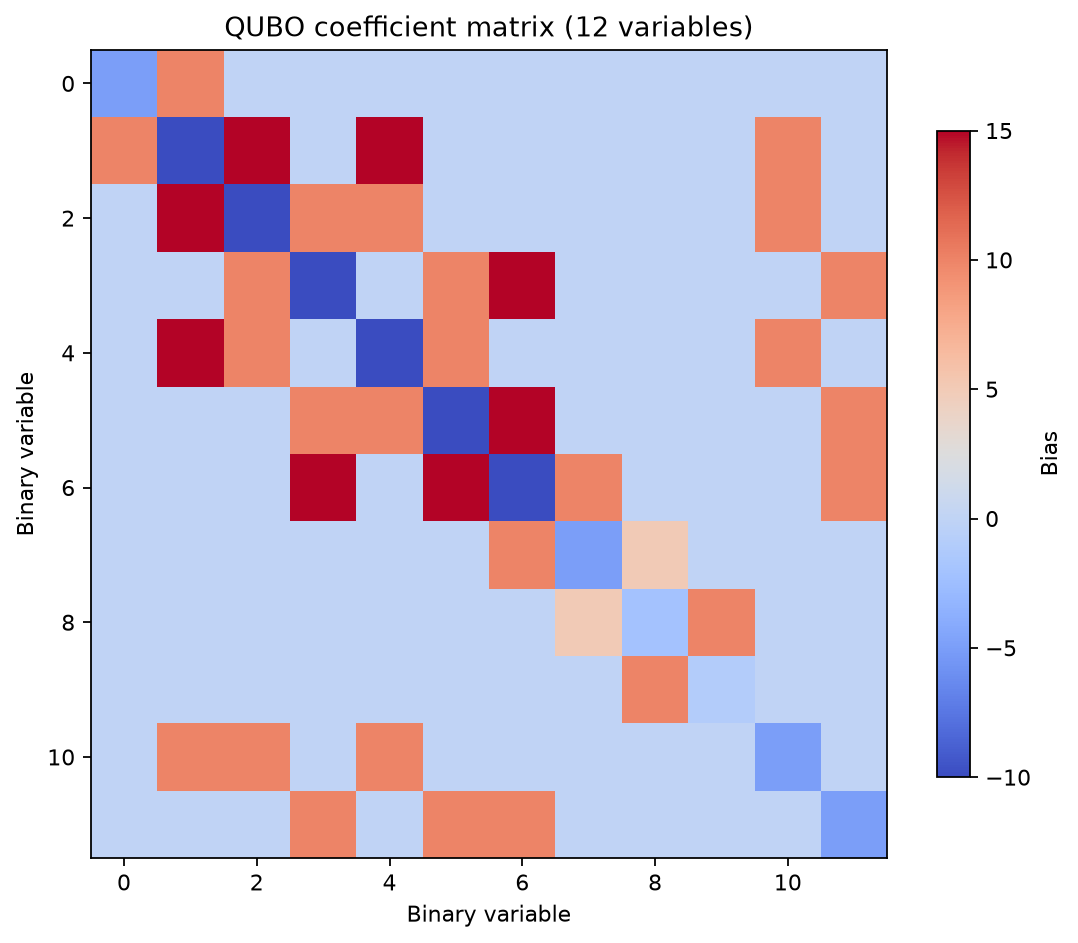 QUBO coefficient matrix (12 variables)
0
2
4
6
8
10
Binary variable
0 2 4 6 8 10
Binary variable
15
10
5
0
−5
−10
Bias